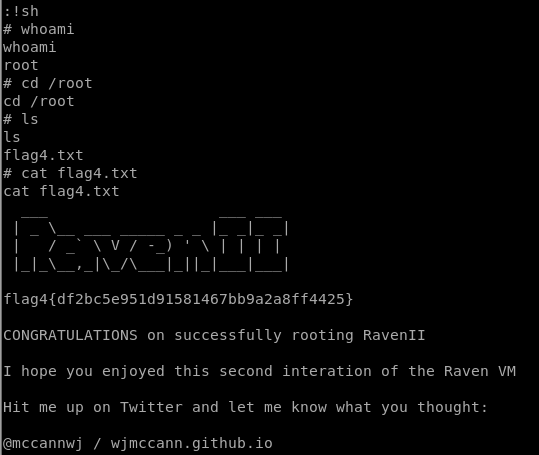 :!sh
# whoami
whoami
root
# cd /root
cd /root
# ls
ls
flag4.txt
# cat flag4.txt
cat flag4.txt
  ___                   ___ ___ 
 | _ \__ ___ _____ _ _ |_ _|_ _|
 |   / _` \ V / -_) ' \ | | | | 
 |_|_\__,_|\_/\___|_||_|___|___|
flag4{df2bc5e951d91581467bb9a2a8ff4425}
CONGRATULATIONS on successfully rooting RavenII
I hope you enjoyed this second interation of the Raven VM
Hit me up on Twitter and let me know what you thought:
@mccannwj / wjmccann.github.io